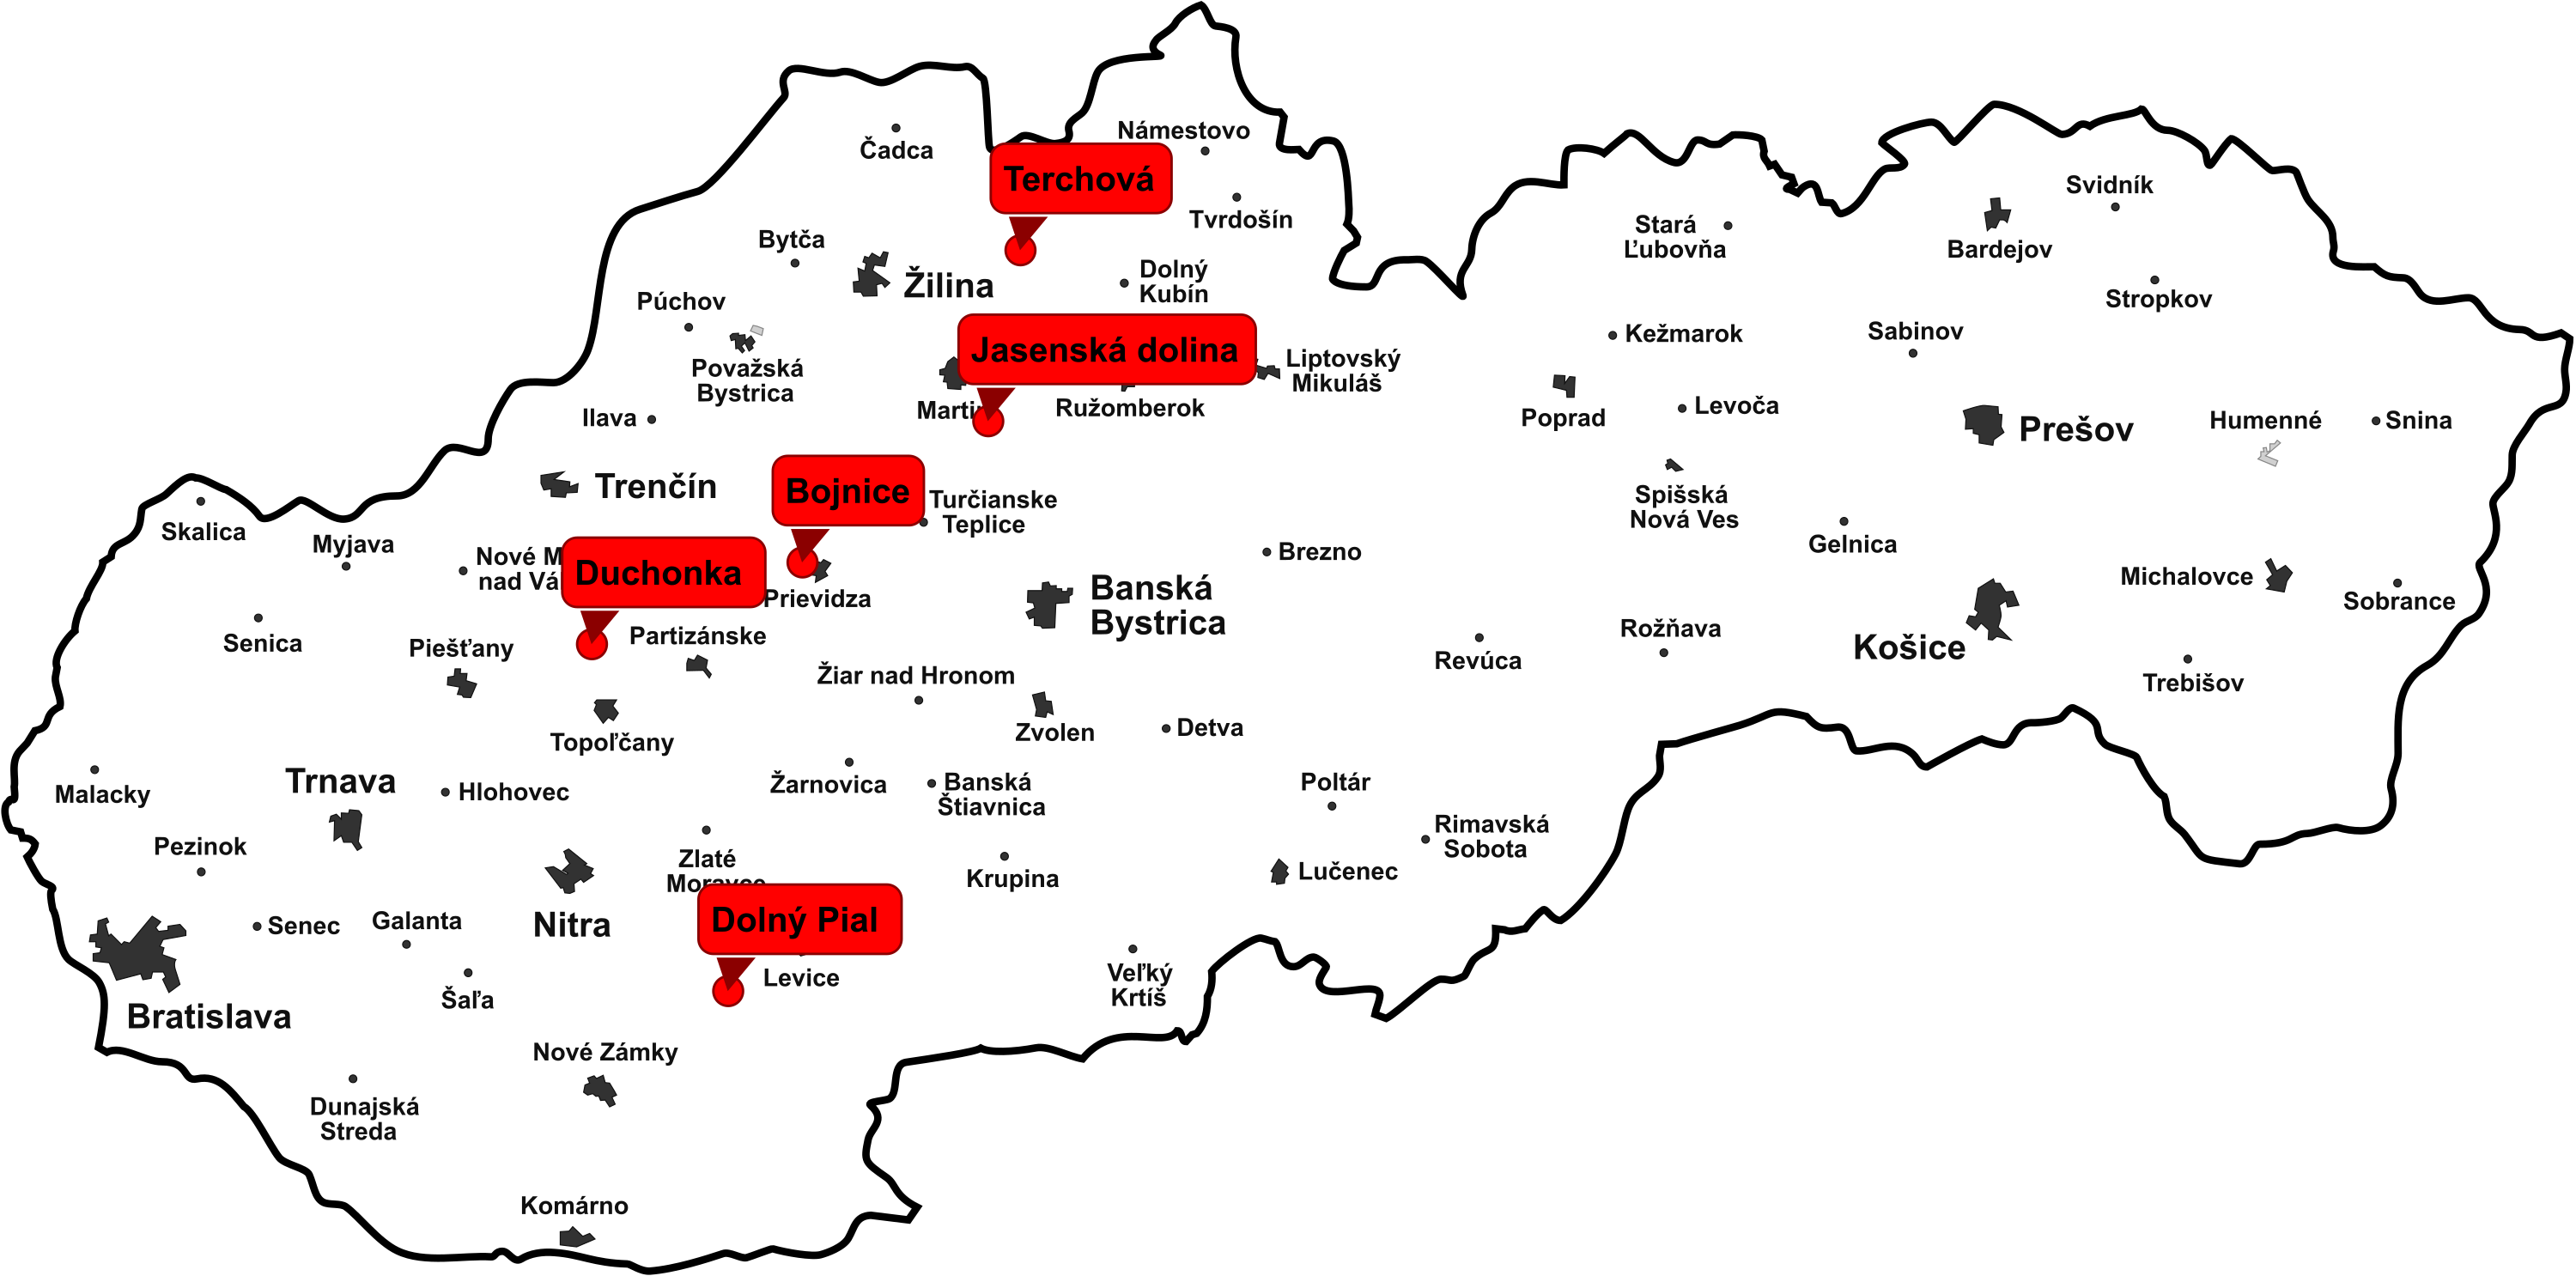 Námestovo
Čadca
Terchová
Svidník
Tvrdošín
Stará
Ľubovňa
Bytča
Bardejov
Žilina
Dolný
Kubín
Púchov
Stropkov
Kežmarok
Sabinov
Jasenská dolina
Považská
Bystrica
Liptovský
Mikuláš
Ružomberok
Levoča
Ilava
Poprad
Prešov
Humenné
Snina
Trenčín
Bojnice
Turčianske
Teplice
Spišská
Nová Ves
Skalica
Myjava
Nové
nad
Duchonka
Brezno
Gelnica
Prievidza
Banská
Bystrica
Michalovce
Sobrance
Senica
Piešťany
Partizánske
Rožňava
Revúca
Košice
Žiar nad Hronom
Trebišov
Topoľčany
Zvolen
Detva
Malacky
Trnava
Hlohovec
Žarnovica
Banská
Štiavnica
Poltár
Pezinok
Rimavská
Sobota
Zlaté
Moravce
Krupina
Lučenec
Senec
Galanta
Nitra
Dolný Pial
Levice
Veľký
Krtíš
Šaľa
Bratislava
Nové Zámky
Dunajská
Streda
Komárno